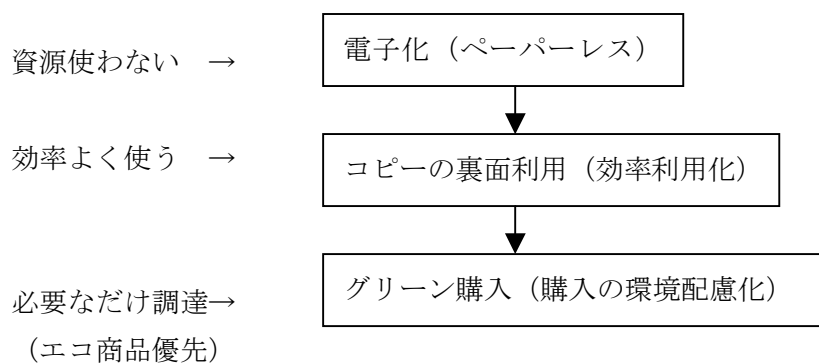 資源使わない　→　電子化（ペーパーレス）
効率よく使う　→　コピーの裏面利用（効率利用化）
必要なだけ調達→　グリーン購入（購入の環境配慮化）
（エコ商品優先）